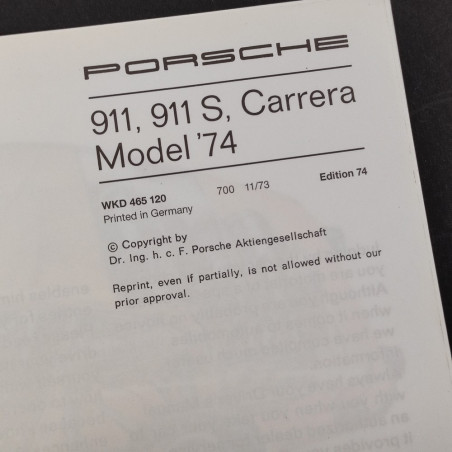 PORSCHE
911, 911 S, Carrera
Model '74
WKD 465 120 700 11/73 Edition 74
Printed in Germany
© Copyright by
Dr. Ing. h. c. F. Porsche Aktiengesellschaft
Reprint, even if partially, is not allowed without our
prior approval.